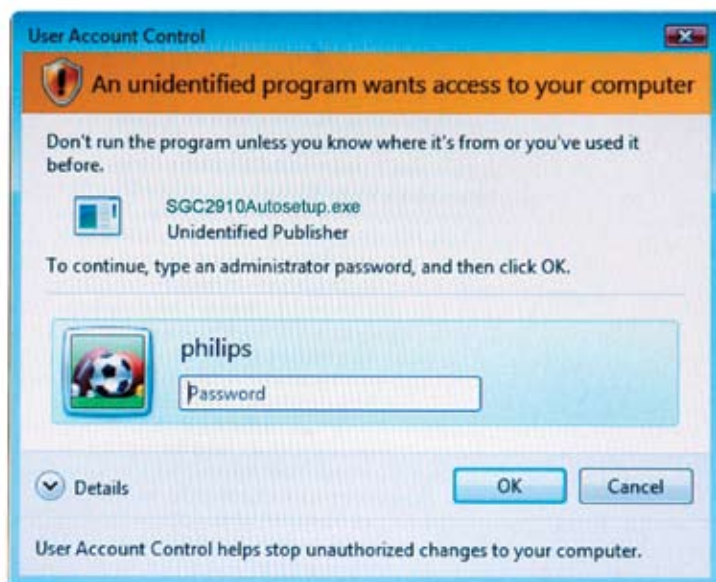 User Account Control
An unidentified program wants access to your computer
Don't run the program unless you know where it's from or you've used it
before.
SGC2910Autosetup.exe
Unidentified Publisher
To continue, type an administrator password, and then click OK.
philips
Password
Details
OK
Cancel
User Account Control helps stop unauthorized changes to your computer.